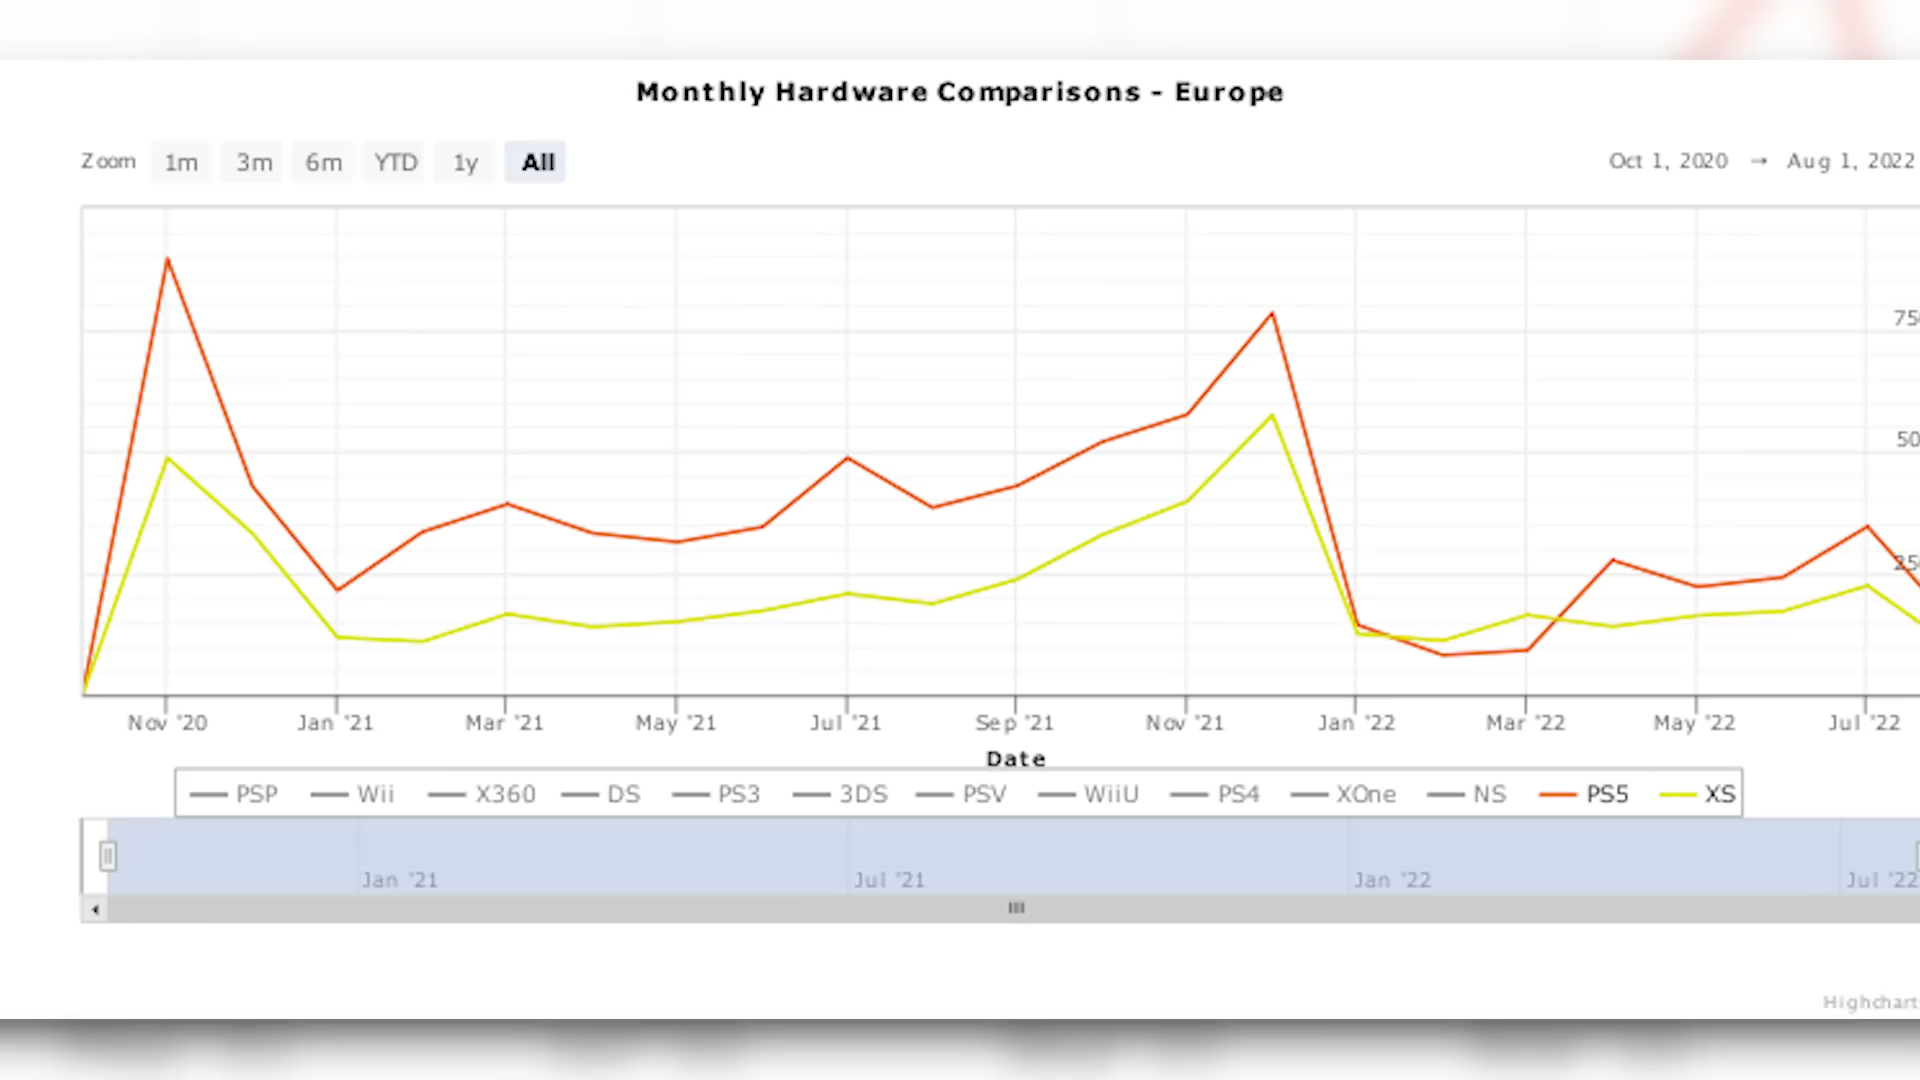 Monthly Hardware Comparisons - Europe
Zoom 1m 3m 6m YTD 1y All Oct 1, 2020 → Aug 1, 2022
75
50
25
Nov '20 Jan '21 Mar '21 May '21 Jul '21 Sep '21 Nov '21 Jan '22 Mar '22 May '22 Jul '22
Date
PSP Wii X360 DS PS3 3DS PSV WiiU PS4 XOne NS PS5 XS
Jan '21 Jul '21 Jan '22 Jul '22
Highchart